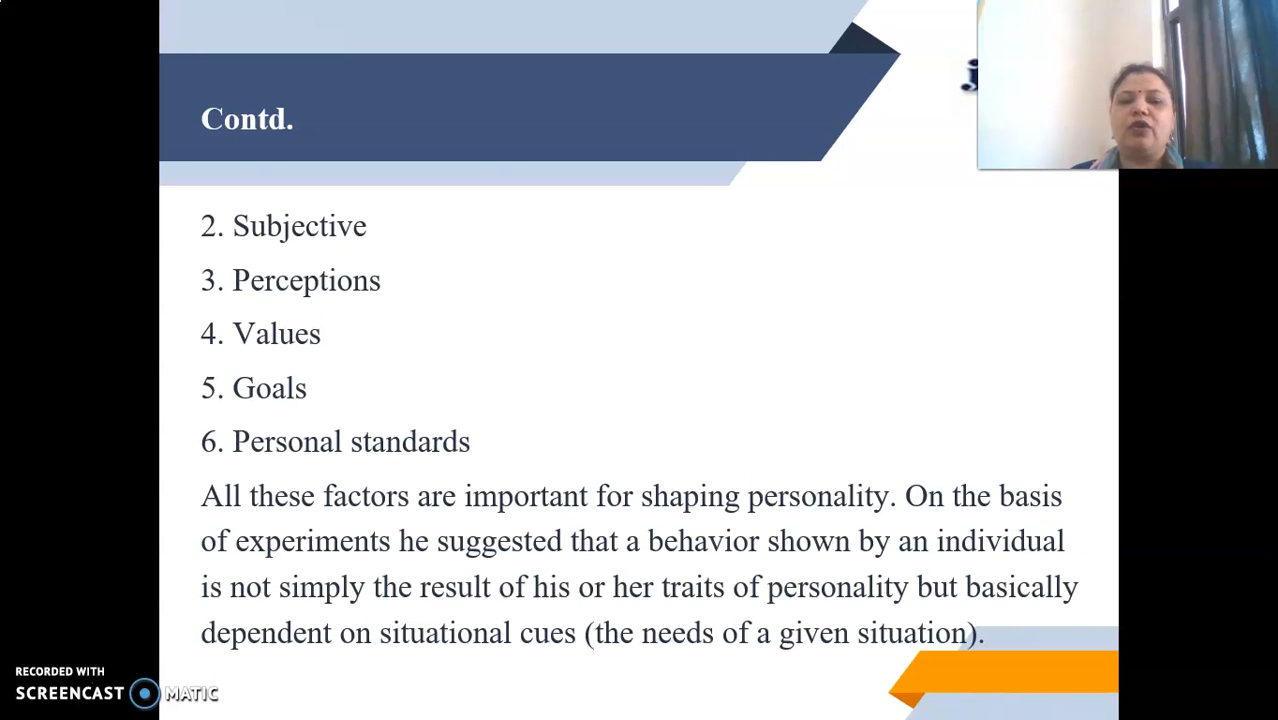 Contd.
2. Subjective
3. Perceptions
4. Values
5. Goals
6. Personal standards
All these factors are important for shaping personality. On the basis
of experiments he suggested that a behavior shown by an individual
is not simply the result of his or her traits of personality but basically
dependent on situational cues (the needs of a given situation).
RECORDED WITH
SCREENCAST MATIC